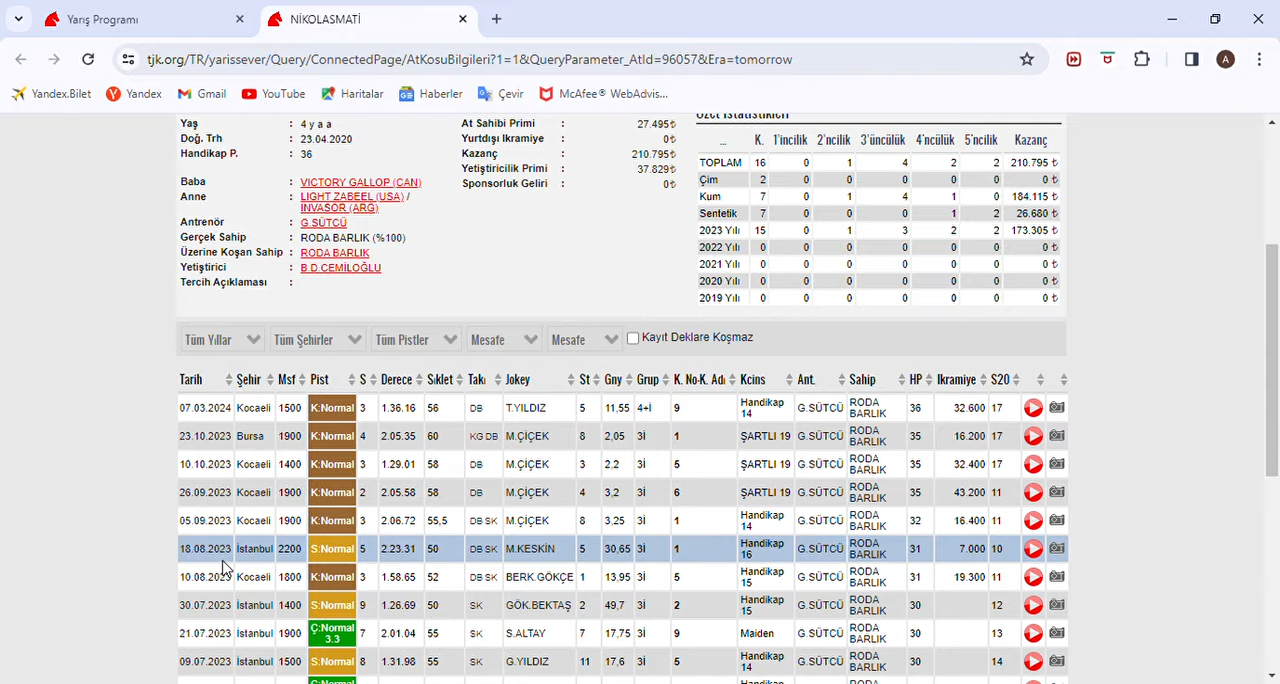 Yarış Programı
NİKOLASMATİ
tjk.org/TR/yarissever/Query/ConnectedPage/AtKosuBilgileri?1=1&QueryParameter_AtId=96057&Era=tomorrow
A
Yandex.Bilet Yandex Gmail YouTube Haritalar Haberler Çevir McAfee® WebAdvis...
Yaş : 4 y a a
Doğ. Trh : 23.04.2020
Handikap P. : 36
Baba : VICTORY GALLOP (CAN)
Anne : LIGHT ZABEEL (USA) /
INVASOR (ARG)
Antrenör : G.SÜTCÜ
Gerçek Sahip : RODA BARLIK (%100)
Üzerine Koşan Sahip : RODA BARLIK
Yetiştirici : B.D.CEMİLOĞLU
Tercih Açıklaması :
At Sahibi Primi : 27.495₺
Yurtdışı Ikramiye : 0₺
Kazanç : 210.795₺
Yetiştiricilik Primi : 37.829₺
Sponsorluk Geliri : 0₺
Özet İstatistikleri
... K. 1'incilik 2'ncilik 3'üncülük 4'ncülük 5'ncilik Kazanç
TOPLAM 16 0 1 4 2 2 210.795 ₺
Çim 2 0 0 0 0 0 0 ₺
Kum 7 0 1 4 1 0 184.115 ₺
Sentetik 7 0 0 0 1 2 26.680 ₺
2023 Yılı 15 0 1 3 2 2 173.305 ₺
2022 Yılı 0 0 0 0 0 0 0 ₺
2021 Yılı 0 0 0 0 0 0 0 ₺
2020 Yılı 0 0 0 0 0 0 0 ₺
2019 Yılı 0 0 0 0 0 0 0 ₺
Tüm Yıllar Tüm Şehirler Tüm Pistler Mesafe Mesafe Kayıt Deklare Koşmaz
Tarih Şehir Msf Pist S Derece Sıklet Takı Jokey St Gny Grup K. No-K. Adı Kcins Ant. Sahip HP Ikramiye S20
07.03.2024 Kocaeli 1500 K:Normal 3 1.36.16 56 DB T.YILDIZ 5 11,55 4+İ 9 Handikap 14 G.SÜTCÜ RODA BARLIK 36 32.600 17
23.10.2023 Bursa 1900 K:Normal 4 2.05.35 60 KG DB M.ÇİÇEK 8 2,05 3İ 1 ŞARTLI 19 G.SÜTCÜ RODA BARLIK 35 16.200 17
10.10.2023 Kocaeli 1400 K:Normal 3 1.29.01 58 DB M.ÇİÇEK 3 2,2 3İ 5 ŞARTLI 19 G.SÜTCÜ RODA BARLIK 35 32.400 17
26.09.2023 Kocaeli 1900 K:Normal 2 2.05.58 58 DB M.ÇİÇEK 4 3,2 3İ 6 ŞARTLI 19 G.SÜTCÜ RODA BARLIK 35 43.200 11
05.09.2023 Kocaeli 1900 K:Normal 3 2.06.72 55,5 DB SK M.ÇİÇEK 8 3,25 3İ 1 Handikap 14 G.SÜTCÜ RODA BARLIK 32 16.400 11
18.08.2023 İstanbul 2200 S:Normal 5 2.23.31 50 DB SK M.KESKİN 5 30,65 3İ 1 Handikap 16 G.SÜTCÜ RODA BARLIK 31 7.000 10
10.08.2023 Kocaeli 1800 K:Normal 3 1.58.65 52 DB SK BERK.GÖKÇE 1 13,95 3İ 5 Handikap 15 G.SÜTCÜ RODA BARLIK 31 19.300 11
30.07.2023 İstanbul 1400 S:Normal 9 1.26.69 50 SK GÖK.BEKTAŞ 2 49,7 3İ 2 Handikap 15 G.SÜTCÜ RODA BARLIK 30 12
21.07.2023 İstanbul 1900 Ç:Normal 3.3 7 2.01.04 55 SK S.ALTAY 7 17,75 3İ 9 Maiden G.SÜTCÜ RODA BARLIK 30 13
09.07.2023 İstanbul 1500 S:Normal 8 1.31.98 55 SK G.YILDIZ 11 17,6 3İ 5 Handikap 14 G.SÜTCÜ RODA BARLIK 30 14
Ç:Normal Handikap RODA